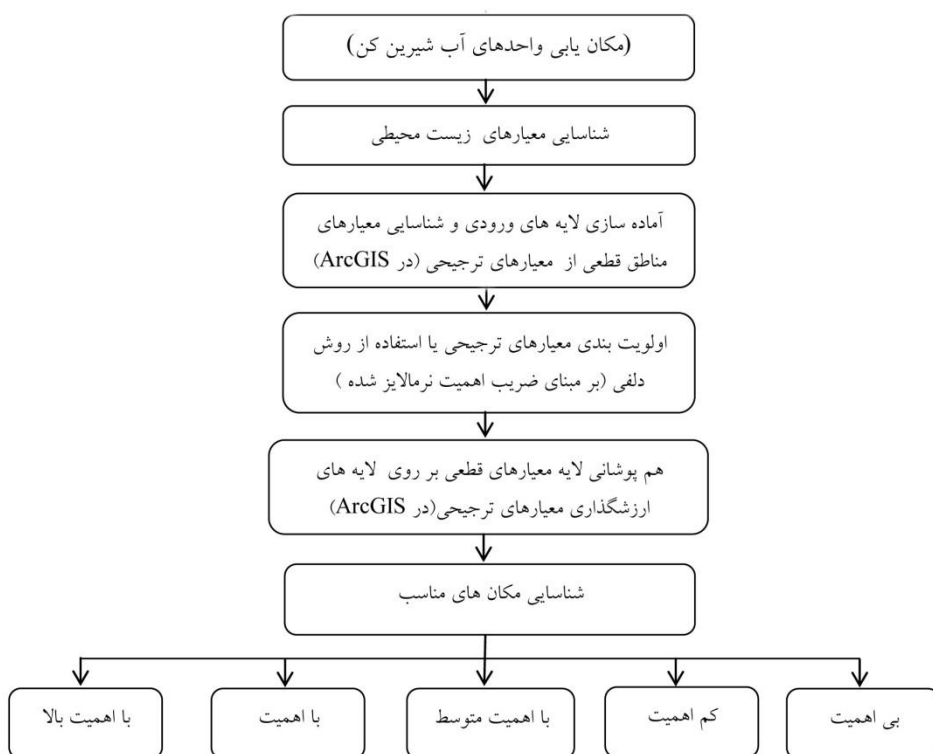 (مکان یابی واحدهای آب شیرین کن)
شناسایی معیارهای زیست محیطی
آماده سازی لایه های ورودی و شناسایی معیارهای
مناطق قطعی از معیارهای ترجیحی (در ArcGIS)
اولویت بندی معیارهای ترجیحی یا استفاده از روش
دلفی (بر مبنای ضریب اهمیت نرمالایز شده )
هم پوشانی لایه معیارهای قطعی بر روی لایه های
ارزشگذاری معیارهای ترجیحی(در ArcGIS)
شناسایی مکان های مناسب
بی اهمیت
کم اهمیت
با اهمیت متوسط
با اهمیت
با اهمیت بالا